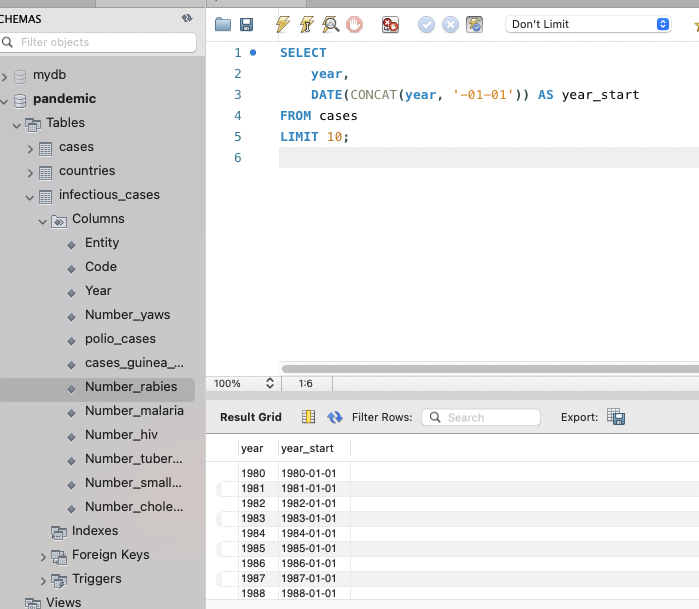 CHEMAS
Filter objects
mydb
pandemic
Tables
cases
countries
infectious_cases
Columns
Entity
Code
Year
Number_yaws
polio_cases
cases_guinea_...
Number_rabies
Number_malaria
Number_hiv
Number_tuber...
Number_small...
Number_chole...
Indexes
Foreign Keys
Triggers
Views
Don't Limit
1 SELECT
2 year,
3 DATE(CONCAT(year, '-01-01')) AS year_start
4 FROM cases
5 LIMIT 10;
6
100% 1:6
Result Grid Filter Rows: Search Export:
year year_start
1980 1980-01-01
1981 1981-01-01
1982 1982-01-01
1983 1983-01-01
1984 1984-01-01
1985 1985-01-01
1986 1986-01-01
1987 1987-01-01
1988 1988-01-01